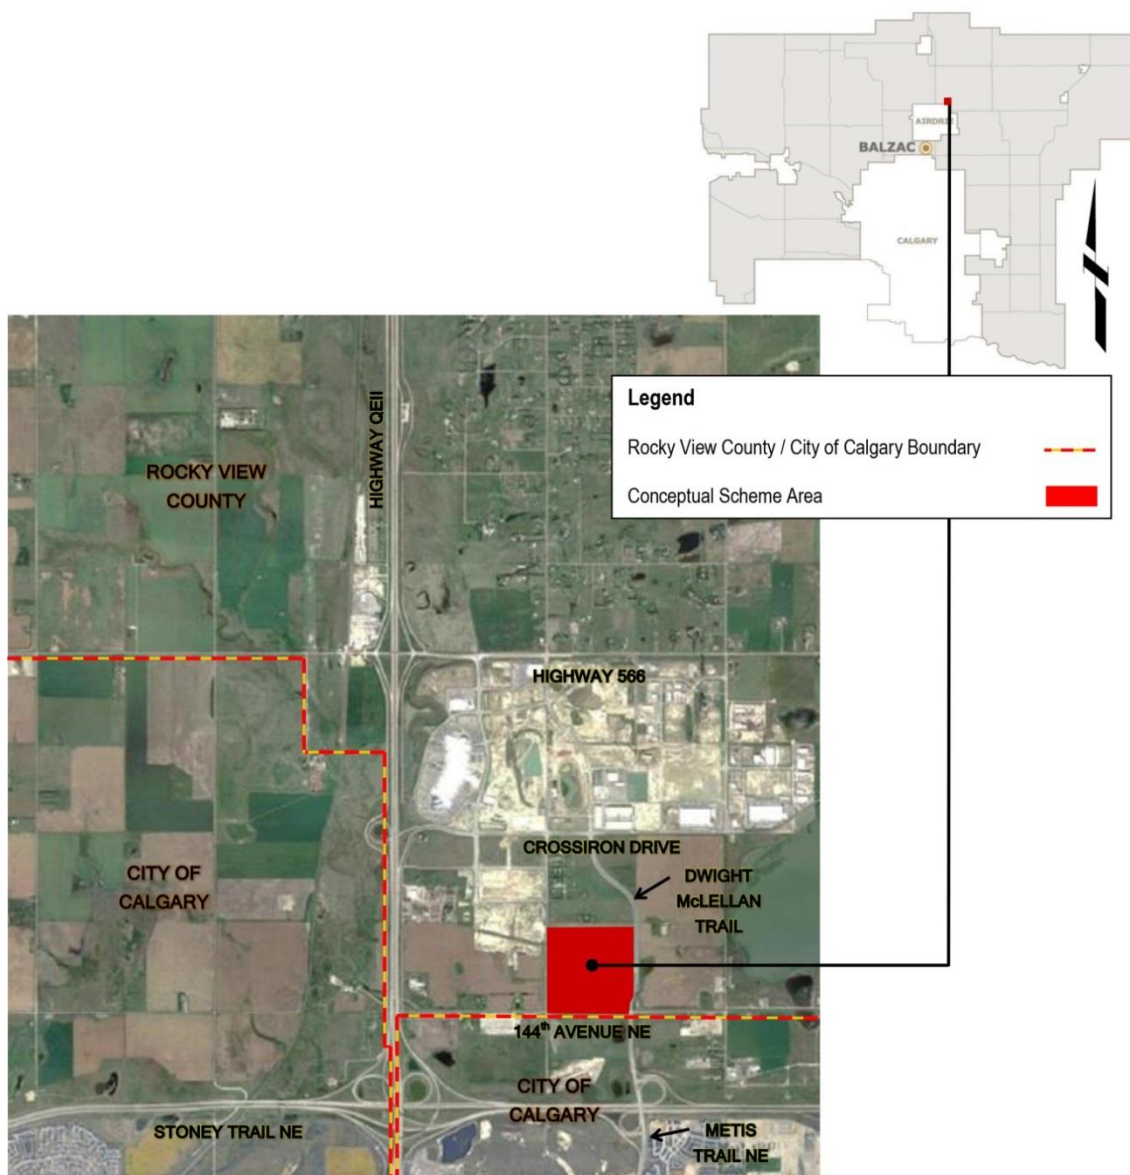 AIRDRIE
BALZAC
CALGARY
Legend
Rocky View County / City of Calgary Boundary
Conceptual Scheme Area
HIGHWAY QEII
ROCKY VIEW
COUNTY
HIGHWAY 566
CROSSIRON DRIVE
CITY OF
CALGARY
DWIGHT
McLELLAN
TRAIL
144th AVENUE NE
CITY OF
CALGARY
STONEY TRAIL NE
METIS
TRAIL NE